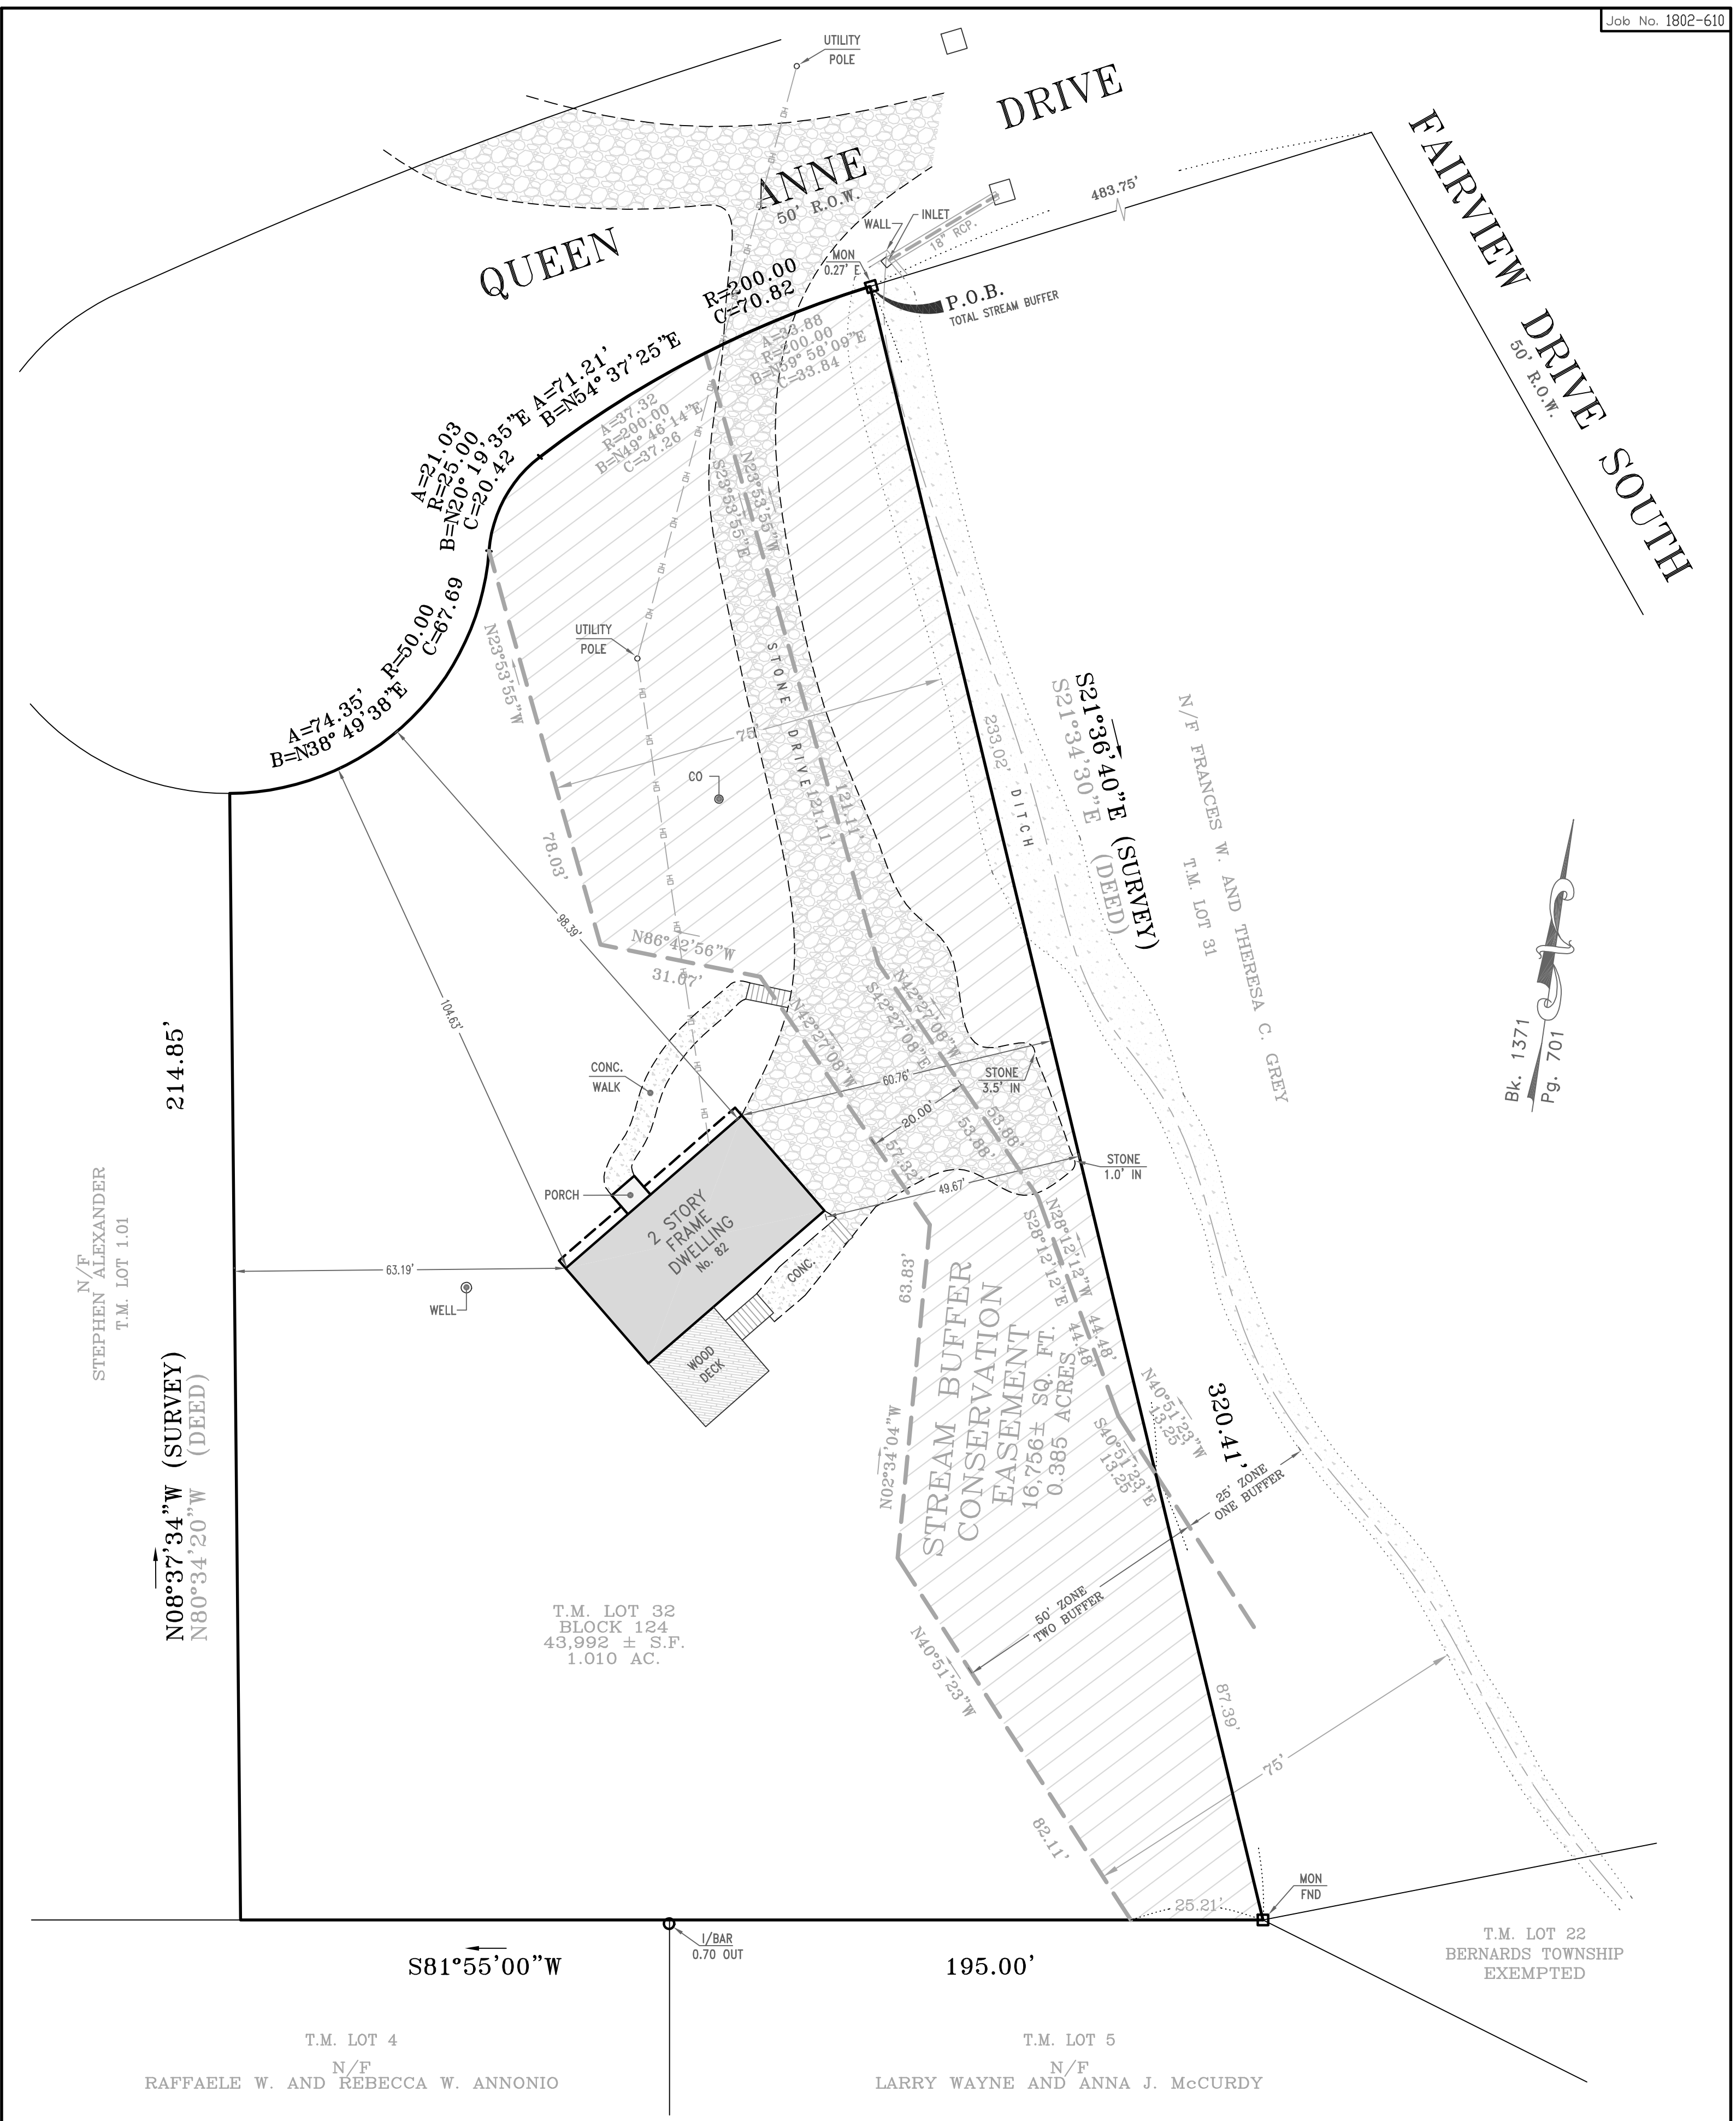 Job No. 1802-610
UTILITY
POLE
DRIVE
ANNE
50' R.O.W.
QUEEN
FAIRVIEW DRIVE SOUTH
50' R.O.W.
483.75'
WALL
INLET
18" RCP.
MON
0.27' E
P.O.B.
TOTAL STREAM BUFFER
R=200.00
C=70.82
A=33.88
R=200.00
B=N59°58'09"E
C=33.84
A=71.21'
B=N54°37'25"E
A=37.32
R=200.00
B=N49°46'14"E
C=37.26
A=21.03
R=25.00
B=N20°19'35"E
C=20.42
N23°53'55"W
S23°53'55"E
R=50.00
C=67.69
A=74.35'
B=N38°49'38"E
N23°53'55"W
78.03'
UTILITY
POLE
STONE DRIVE
75'
121.11'
121.11'
CO
233.02'
DITCH
S21°36'40"E (SURVEY)
S21°34'30"E (DEED)
N/F FRANCES W. AND THERESA C. GREY
T.M. LOT 31
Bk. 1371
Pg. 701
98.39'
104.63'
N86°42'56"W
31.07'
N42°27'08"W
N42°27'08"W
S42°27'08"E
CONC.
WALK
60.76'
STONE
3.5' IN
20.00'
53.88'
53.88'
57.32'
STONE
1.0' IN
49.67'
PORCH
2 STORY
FRAME
DWELLING
No. 82
CONC.
WOOD
DECK
63.19'
WELL
214.85'
N/F
STEPHEN ALEXANDER
T.M. LOT 1.01
N08°37'34"W (SURVEY)
N80°34'20"W (DEED)
N28°12'12"W
S28°12'12"E
44.48'
44.48'
63.83'
N02°34'04"W
STREAM BUFFER
CONSERVATION
EASEMENT
16,756± SQ. FT.
0.385 ACRES
N40°51'23"W
13.25'
S40°51'23"E
13.25'
320.41'
25' ZONE
ONE BUFFER
50' ZONE
TWO BUFFER
T.M. LOT 32
BLOCK 124
43,992 ± S.F.
1.010 AC.
N40°51'23"W
82.11'
87.39'
75'
25.21'
MON
FND
I/BAR
0.70 OUT
S81°55'00"W
195.00'
T.M. LOT 22
BERNARDS TOWNSHIP
EXEMPTED
T.M. LOT 4
N/F
RAFFAELE W. AND REBECCA W. ANNONIO
T.M. LOT 5
N/F
LARRY WAYNE AND ANNA J. McCURDY